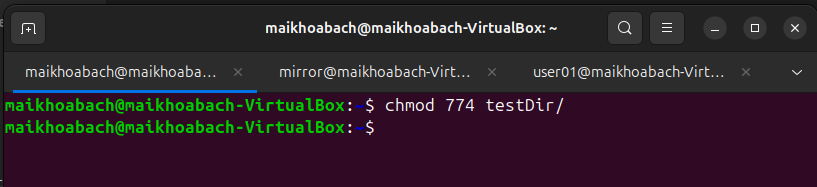 maikhoabach@maikhoabach-VirtualBox: ~
maikhoabach@maikhoaba... mirror@maikhoabach-Virt... user01@maikhoabach-Virt...
maikhoabach@maikhoabach-VirtualBox:~$ chmod 774 testDir/
maikhoabach@maikhoabach-VirtualBox:~$